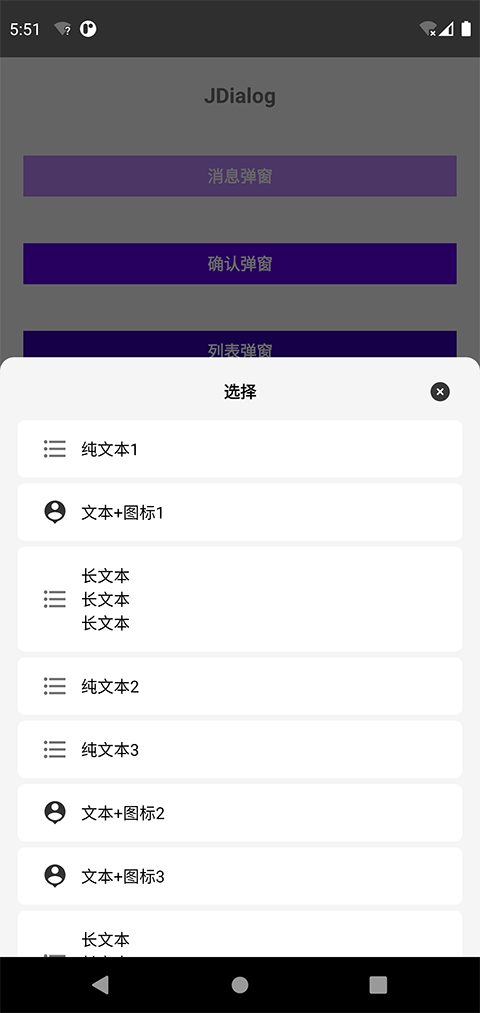 5:51
JDialog
消息弹窗
确认弹窗
列表弹窗
选择
纯文本1
文本+图标1
长文本
长文本
长文本
纯文本2
纯文本3
文本+图标2
文本+图标3
长文本